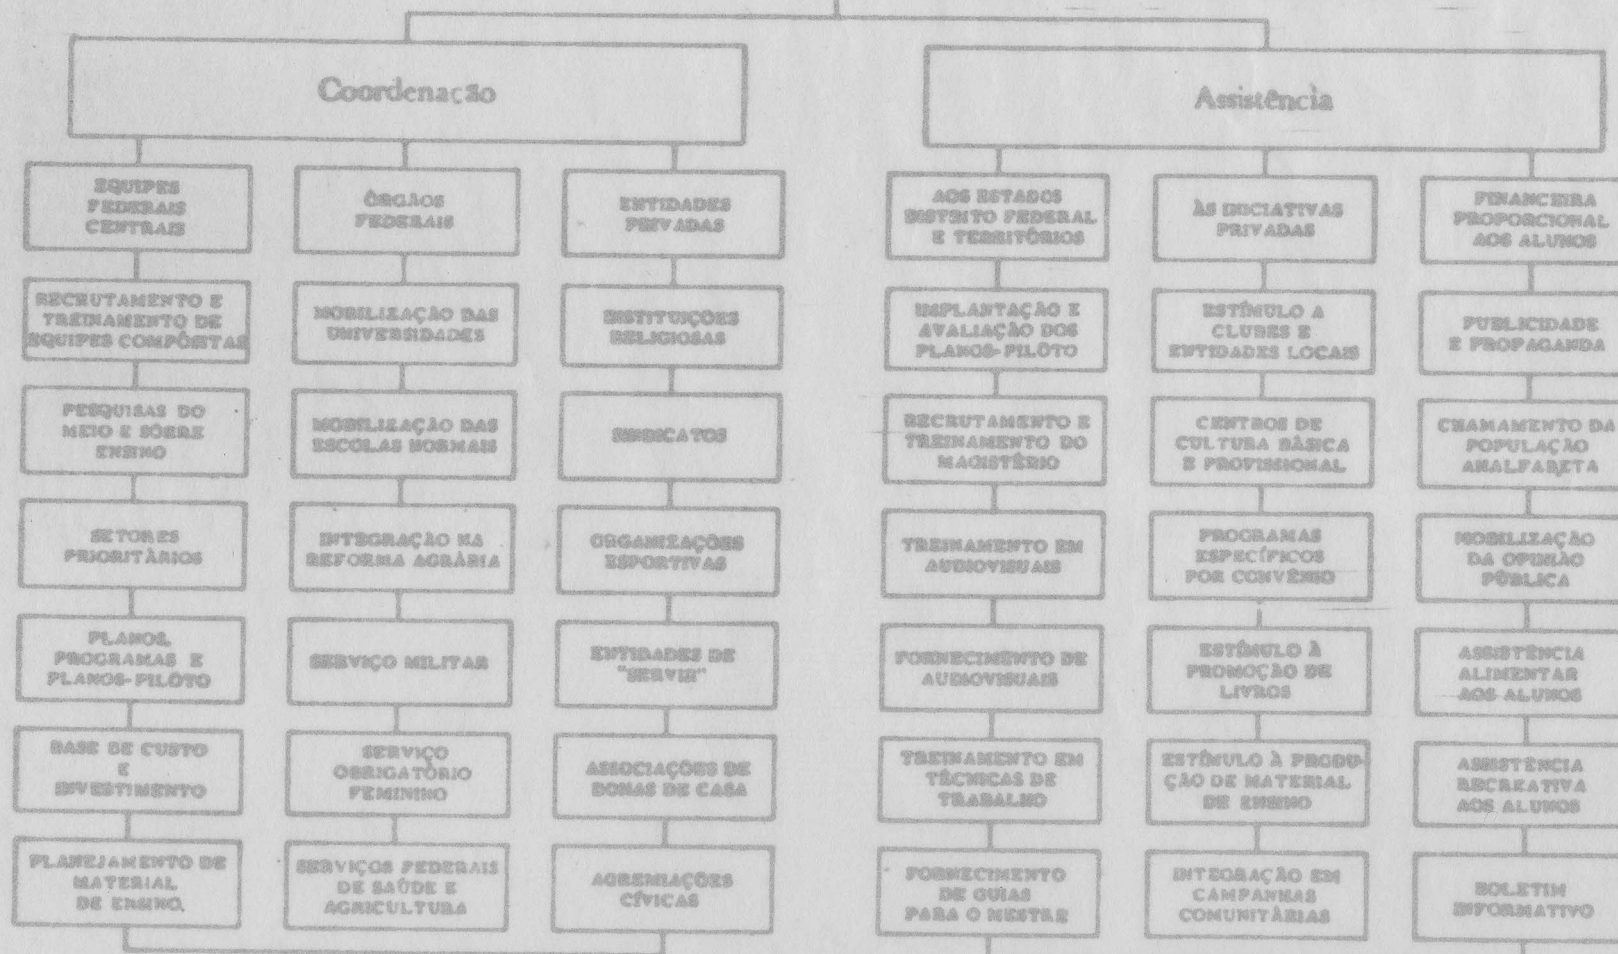 Coordenação
Assistência
EQUIPES
FEDERAIS
CENTRAIS
RECRUTAMENTO E
TREINAMENTO DE
EQUIPES COMPÓSITAS
PESQUISAS DO
MEIO E SÔBRE
ENSINO
SETORES
PRIORITÁRIOS
PLANOS,
PROGRAMAS E
PLANOS-PILÔTO
BASE DE CUSTO
E
INVESTIMENTO
PLANEJAMENTO DE
MATERIAL
DE ENSINO.
ÓRGÃOS
FEDERAIS
MOBILIZAÇÃO DAS
UNIVERSIDADES
MOBILIZAÇÃO DAS
ESCOLAS NORMAIS
INTEGRAÇÃO NA
REFORMA AGRÁRIA
SERVIÇO MILITAR
SERVIÇO
OBRIGATÓRIO
FEMININO
SERVIÇOS FEDERAIS
DE SAÚDE E
AGRICULTURA
ENTIDADES
PRIVADAS
INSTITUIÇÕES
RELIGIOSAS
SINDICATOS
ORGANIZAÇÕES
ESPORTIVAS
ENTIDADES DE
"SERVIR"
ASSOCIAÇÕES DE
DONAS DE CASA
AGREMIAÇÕES
CÍVICAS
AOS ESTADOS
DISTRITO FEDERAL
E TERRITÓRIOS
IMPLANTAÇÃO E
AVALIAÇÃO DOS
PLANOS-PILÔTO
RECRUTAMENTO E
TREINAMENTO DO
MAGISTÉRIO
TREINAMENTO EM
AUDIOVISUAIS
FORNECIMENTO DE
AUDIOVISUAIS
TREINAMENTO EM
TÉCNICAS DE
TRABALHO
FORNECIMENTO
DE GUIAS
PARA O MESTRE
ÀS INICIATIVAS
PRIVADAS
ESTÍMULO A
CLUBES E
ENTIDADES LOCAIS
CENTROS DE
CULTURA BÁSICA
E PROFISSIONAL
PROGRAMAS
ESPECÍFICOS
POR CONVÊNIO
ESTÍMULO À
PROMOÇÃO DE
LIVROS
ESTÍMULO À PRODU-
ÇÃO DE MATERIAL
DE ENSINO
INTEGRAÇÃO EM
CAMPANHAS
COMUNITÁRIAS
FINANCEIRA
PROPORCIONAL
AOS ALUNOS
PUBLICIDADE
E PROPAGANDA
CHAMAMENTO DA
POPULAÇÃO
ANALFABETA
MOBILIZAÇÃO
DA OPINIÃO
PÚBLICA
ASSISTÊNCIA
ALIMENTAR
AOS ALUNOS
ASSISTÊNCIA
RECREATIVA
AOS ALUNOS
BOLETIM
INFORMATIVO